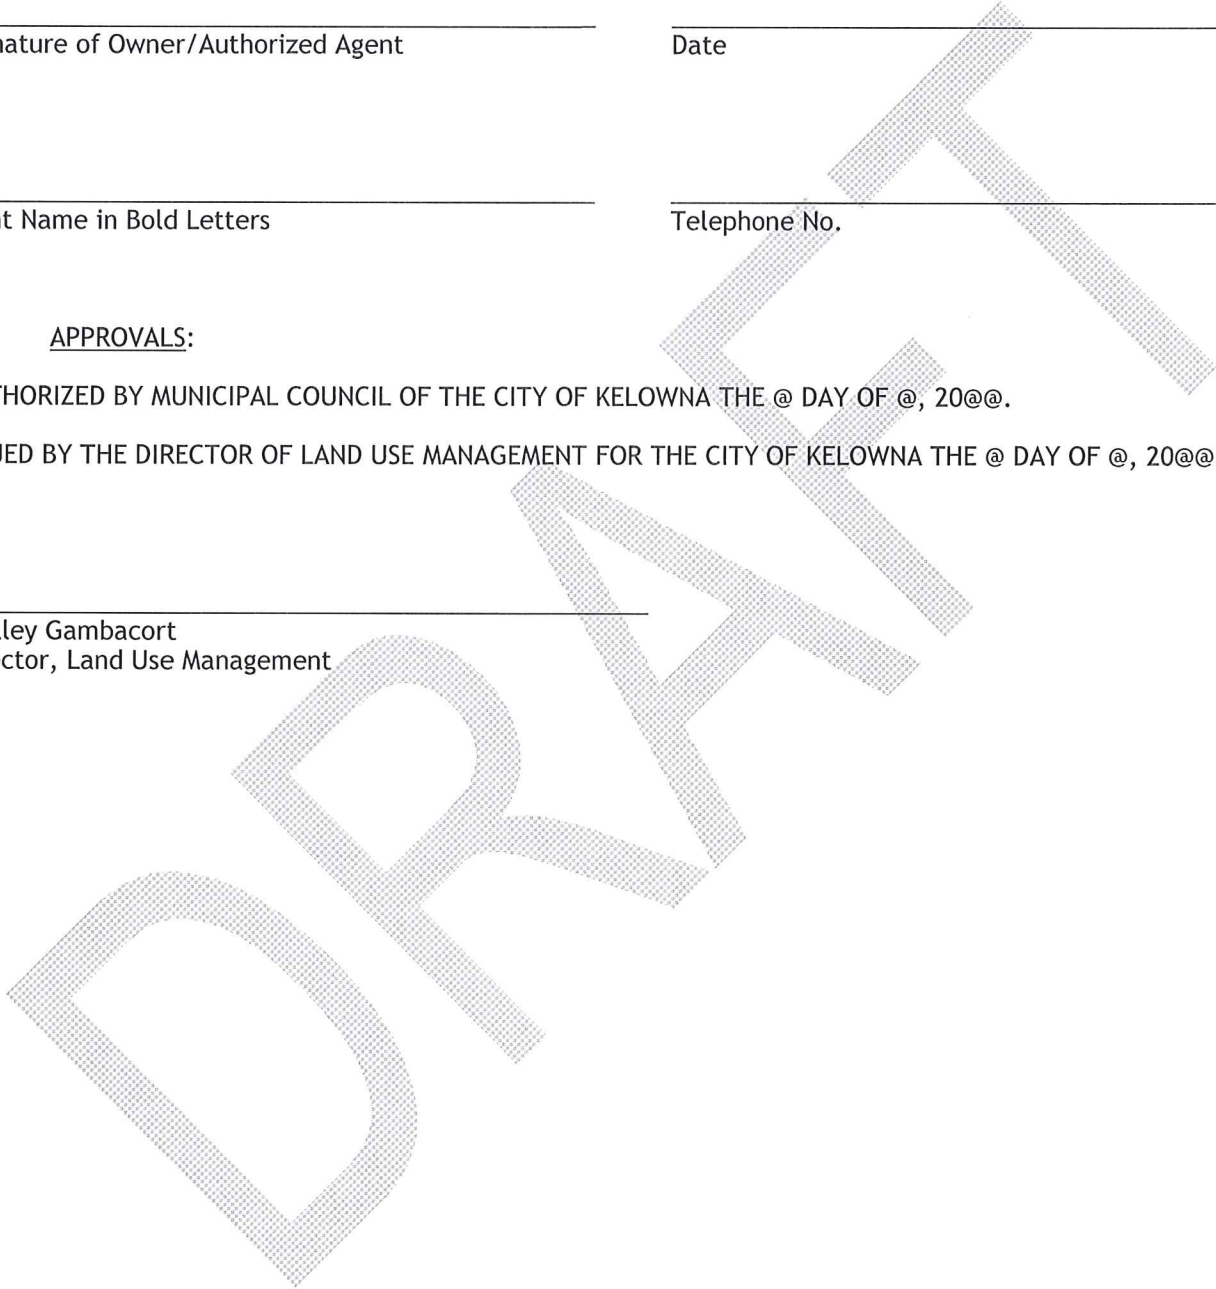 nature of Owner/Authorized Agent
Date
nt Name in Bold Letters
Telephone No.
APPROVALS:
THORIZED BY MUNICIPAL COUNCIL OF THE CITY OF KELOWNA THE @ DAY OF @, 20@@.
UED BY THE DIRECTOR OF LAND USE MANAGEMENT FOR THE CITY OF KELOWNA THE @ DAY OF @, 20@@
lley Gambacort
ctor, Land Use Management
DRAFT